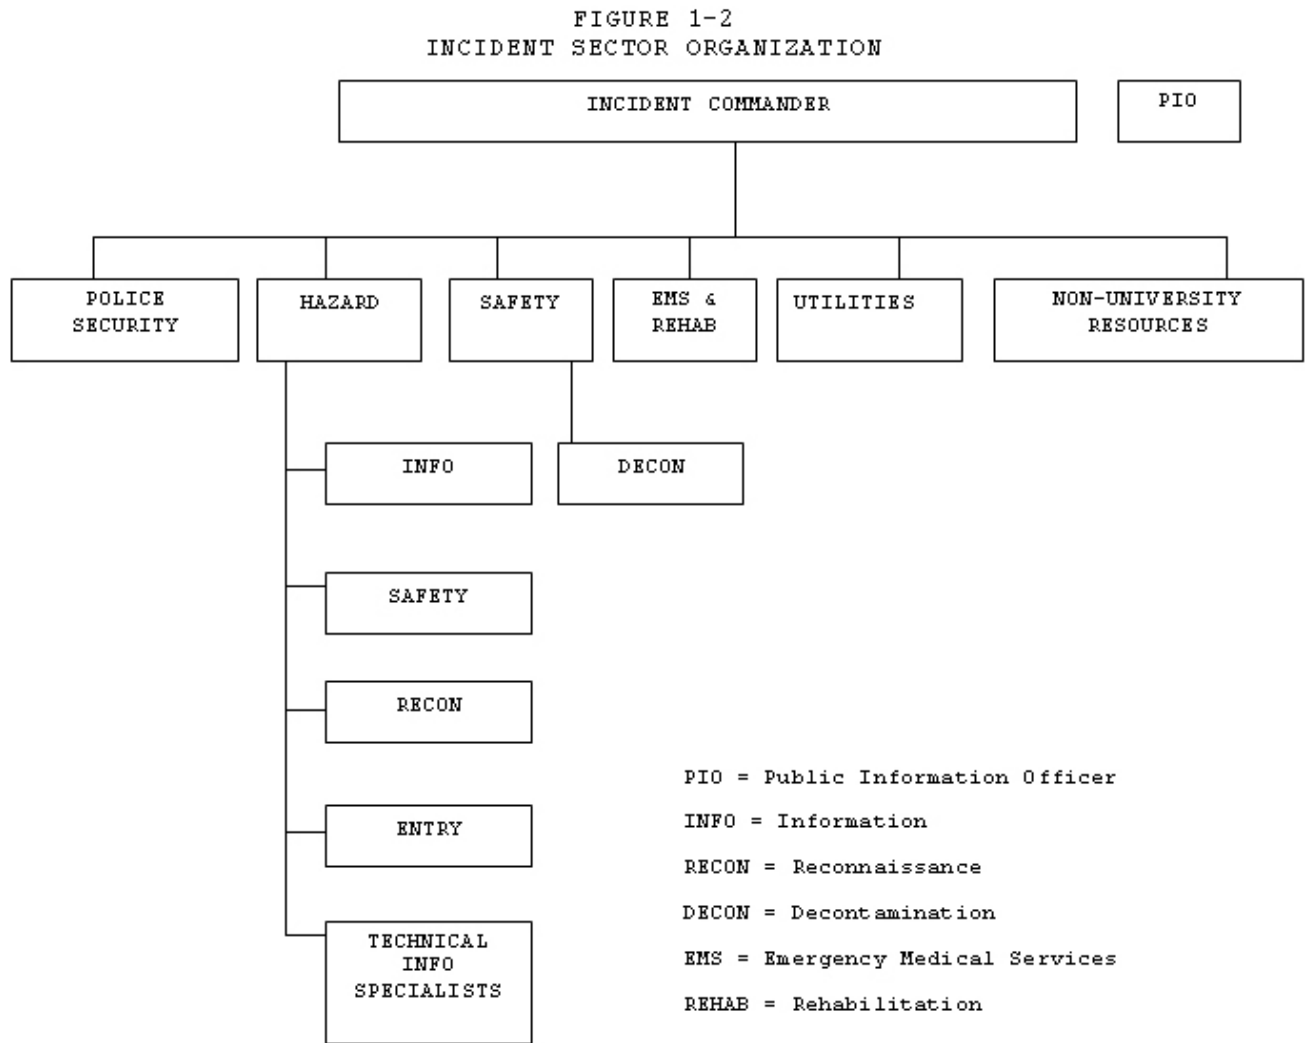 FIGURE 1-2
INCIDENT SECTOR ORGANIZATION
INCIDENT COMMANDER
PIO
POLICE
SECURITY
HAZARD
SAFETY
EMS &
REHAB
UTILITIES
NON-UNIVERSITY
RESOURCES
INFO
DECON
SAFETY
RECON
ENTRY
TECHNICAL
INFO
SPECIALISTS
PIO = Public Information Officer
INFO = Information
RECON = Reconnaissance
DECON = Decontamination
EMS = Emergency Medical Services
REHAB = Rehabilitation